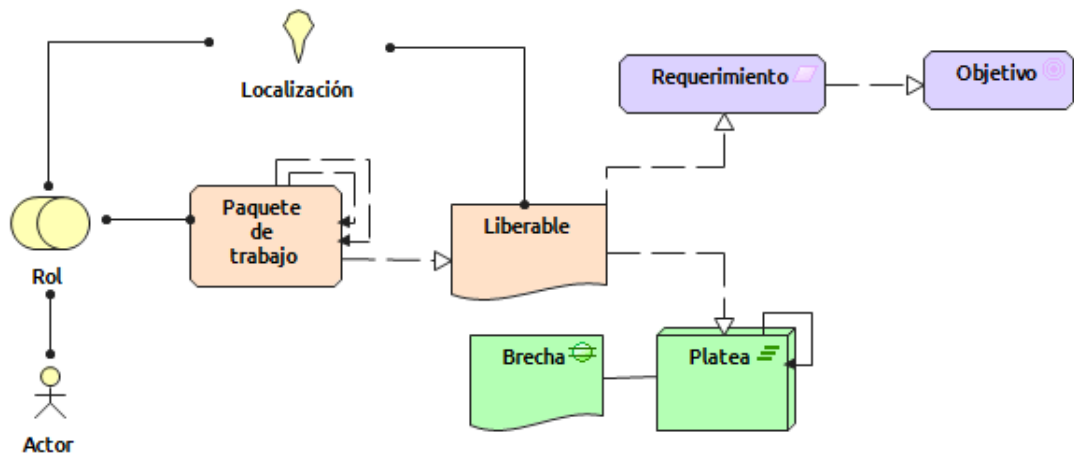 Localización
Requerimiento
Objetivo
Paquete
de
trabajo
Liberable
Rol
Brecha
Platea
Actor